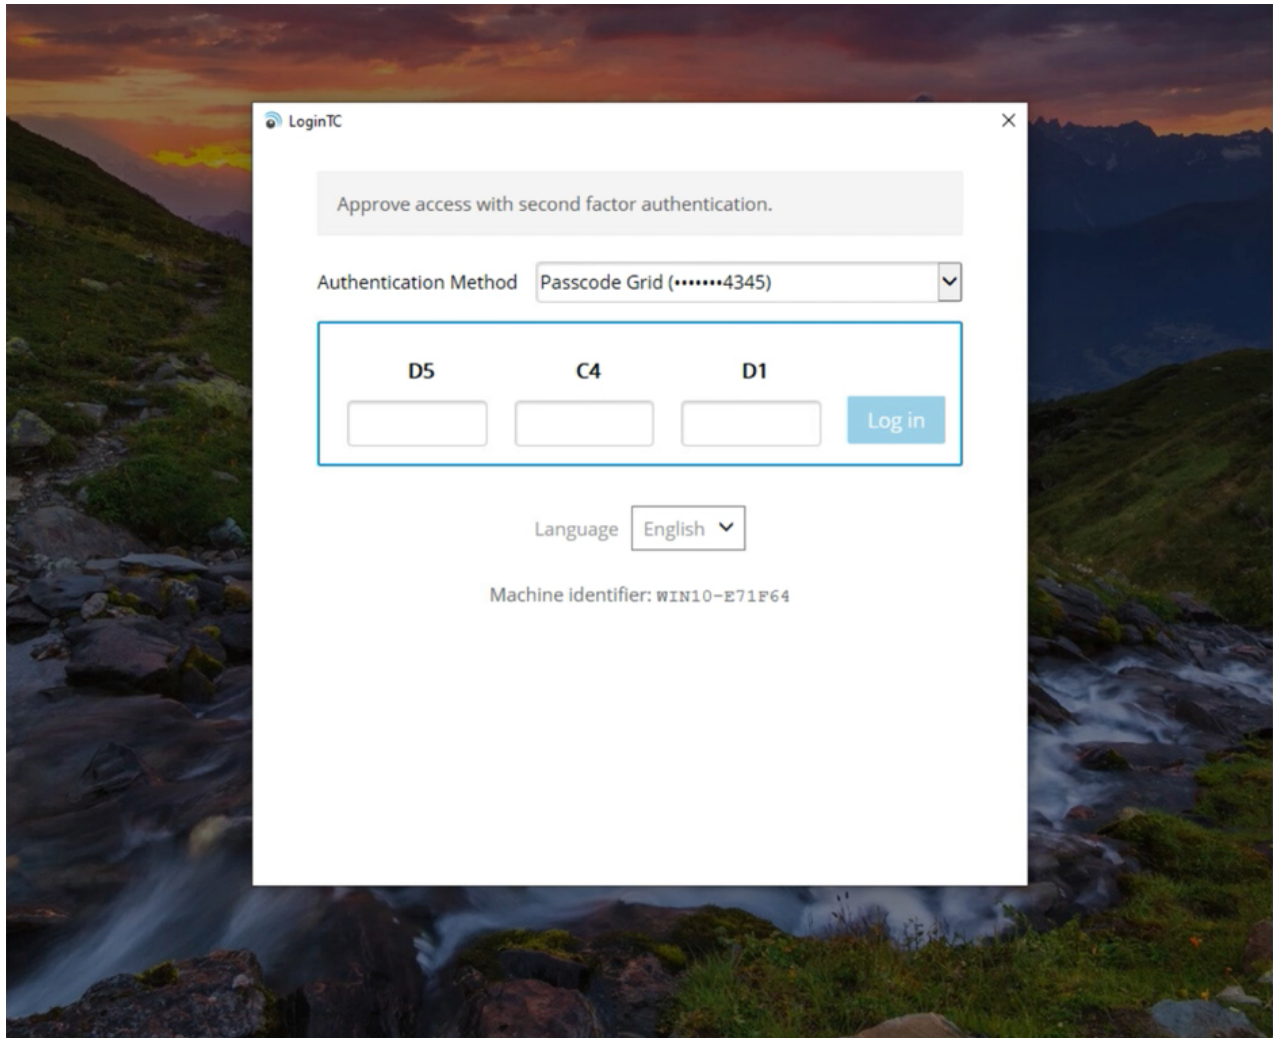 LoginTC
Approve access with second factor authentication.
Authentication Method Passcode Grid (•••••••4345)
D5 C4 D1
Log in
Language English
Machine identifier: WIN10-E71F64